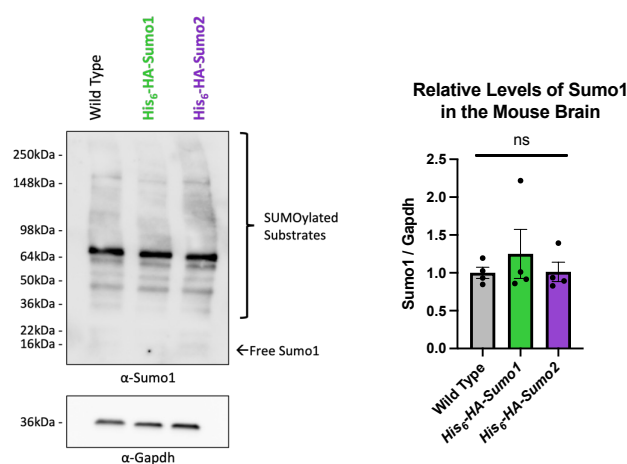 Wild Type
His6-HA-Sumo1
His6-HA-Sumo2
250kDa -
148kDa -
98kDa -
64kDa -
50kDa -
36kDa -
22kDa -
16kDa -
SUMOylated
Substrates
←Free Sumo1
α-Sumo1
36kDa -
α-Gapdh
Relative Levels of Sumo1
in the Mouse Brain
ns
2.5
2.0
1.5
1.0
0.5
0.0
Sumo1 / Gapdh
Wild Type
His6-HA-Sumo1
His6-HA-Sumo2